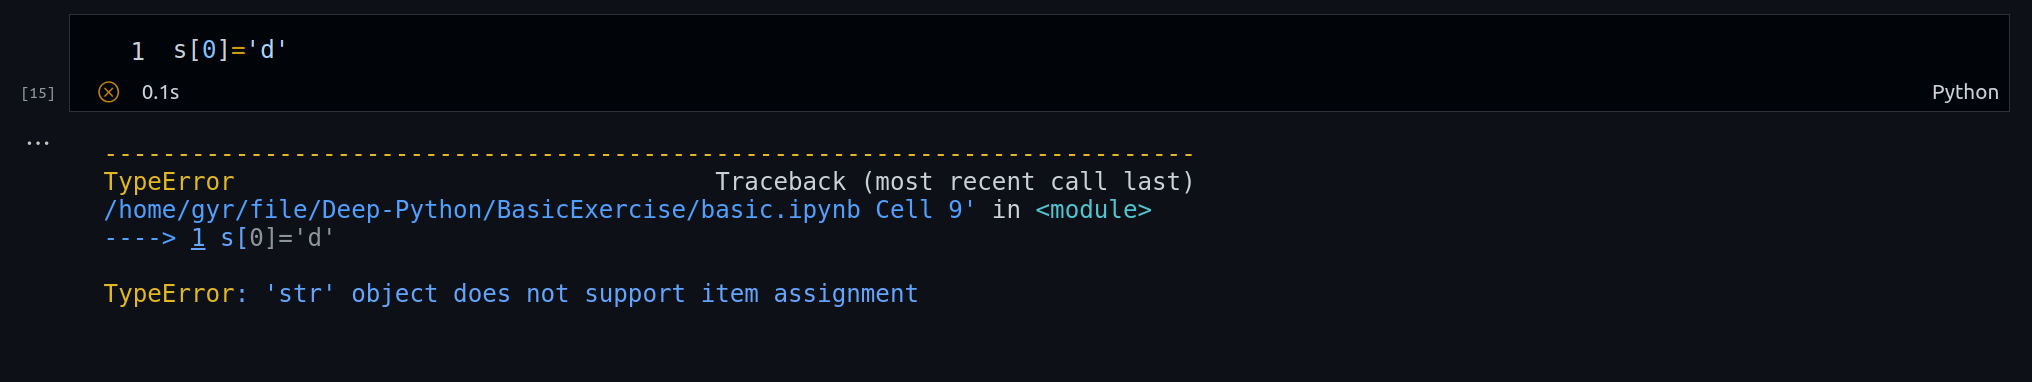 1 s[0]='d'
[15] 0.1s Python
...
---------------------------------------------------------------------------
TypeError Traceback (most recent call last)
/home/gyr/file/Deep-Python/BasicExercise/basic.ipynb Cell 9' in <module>
----> 1 s[0]='d'
TypeError: 'str' object does not support item assignment